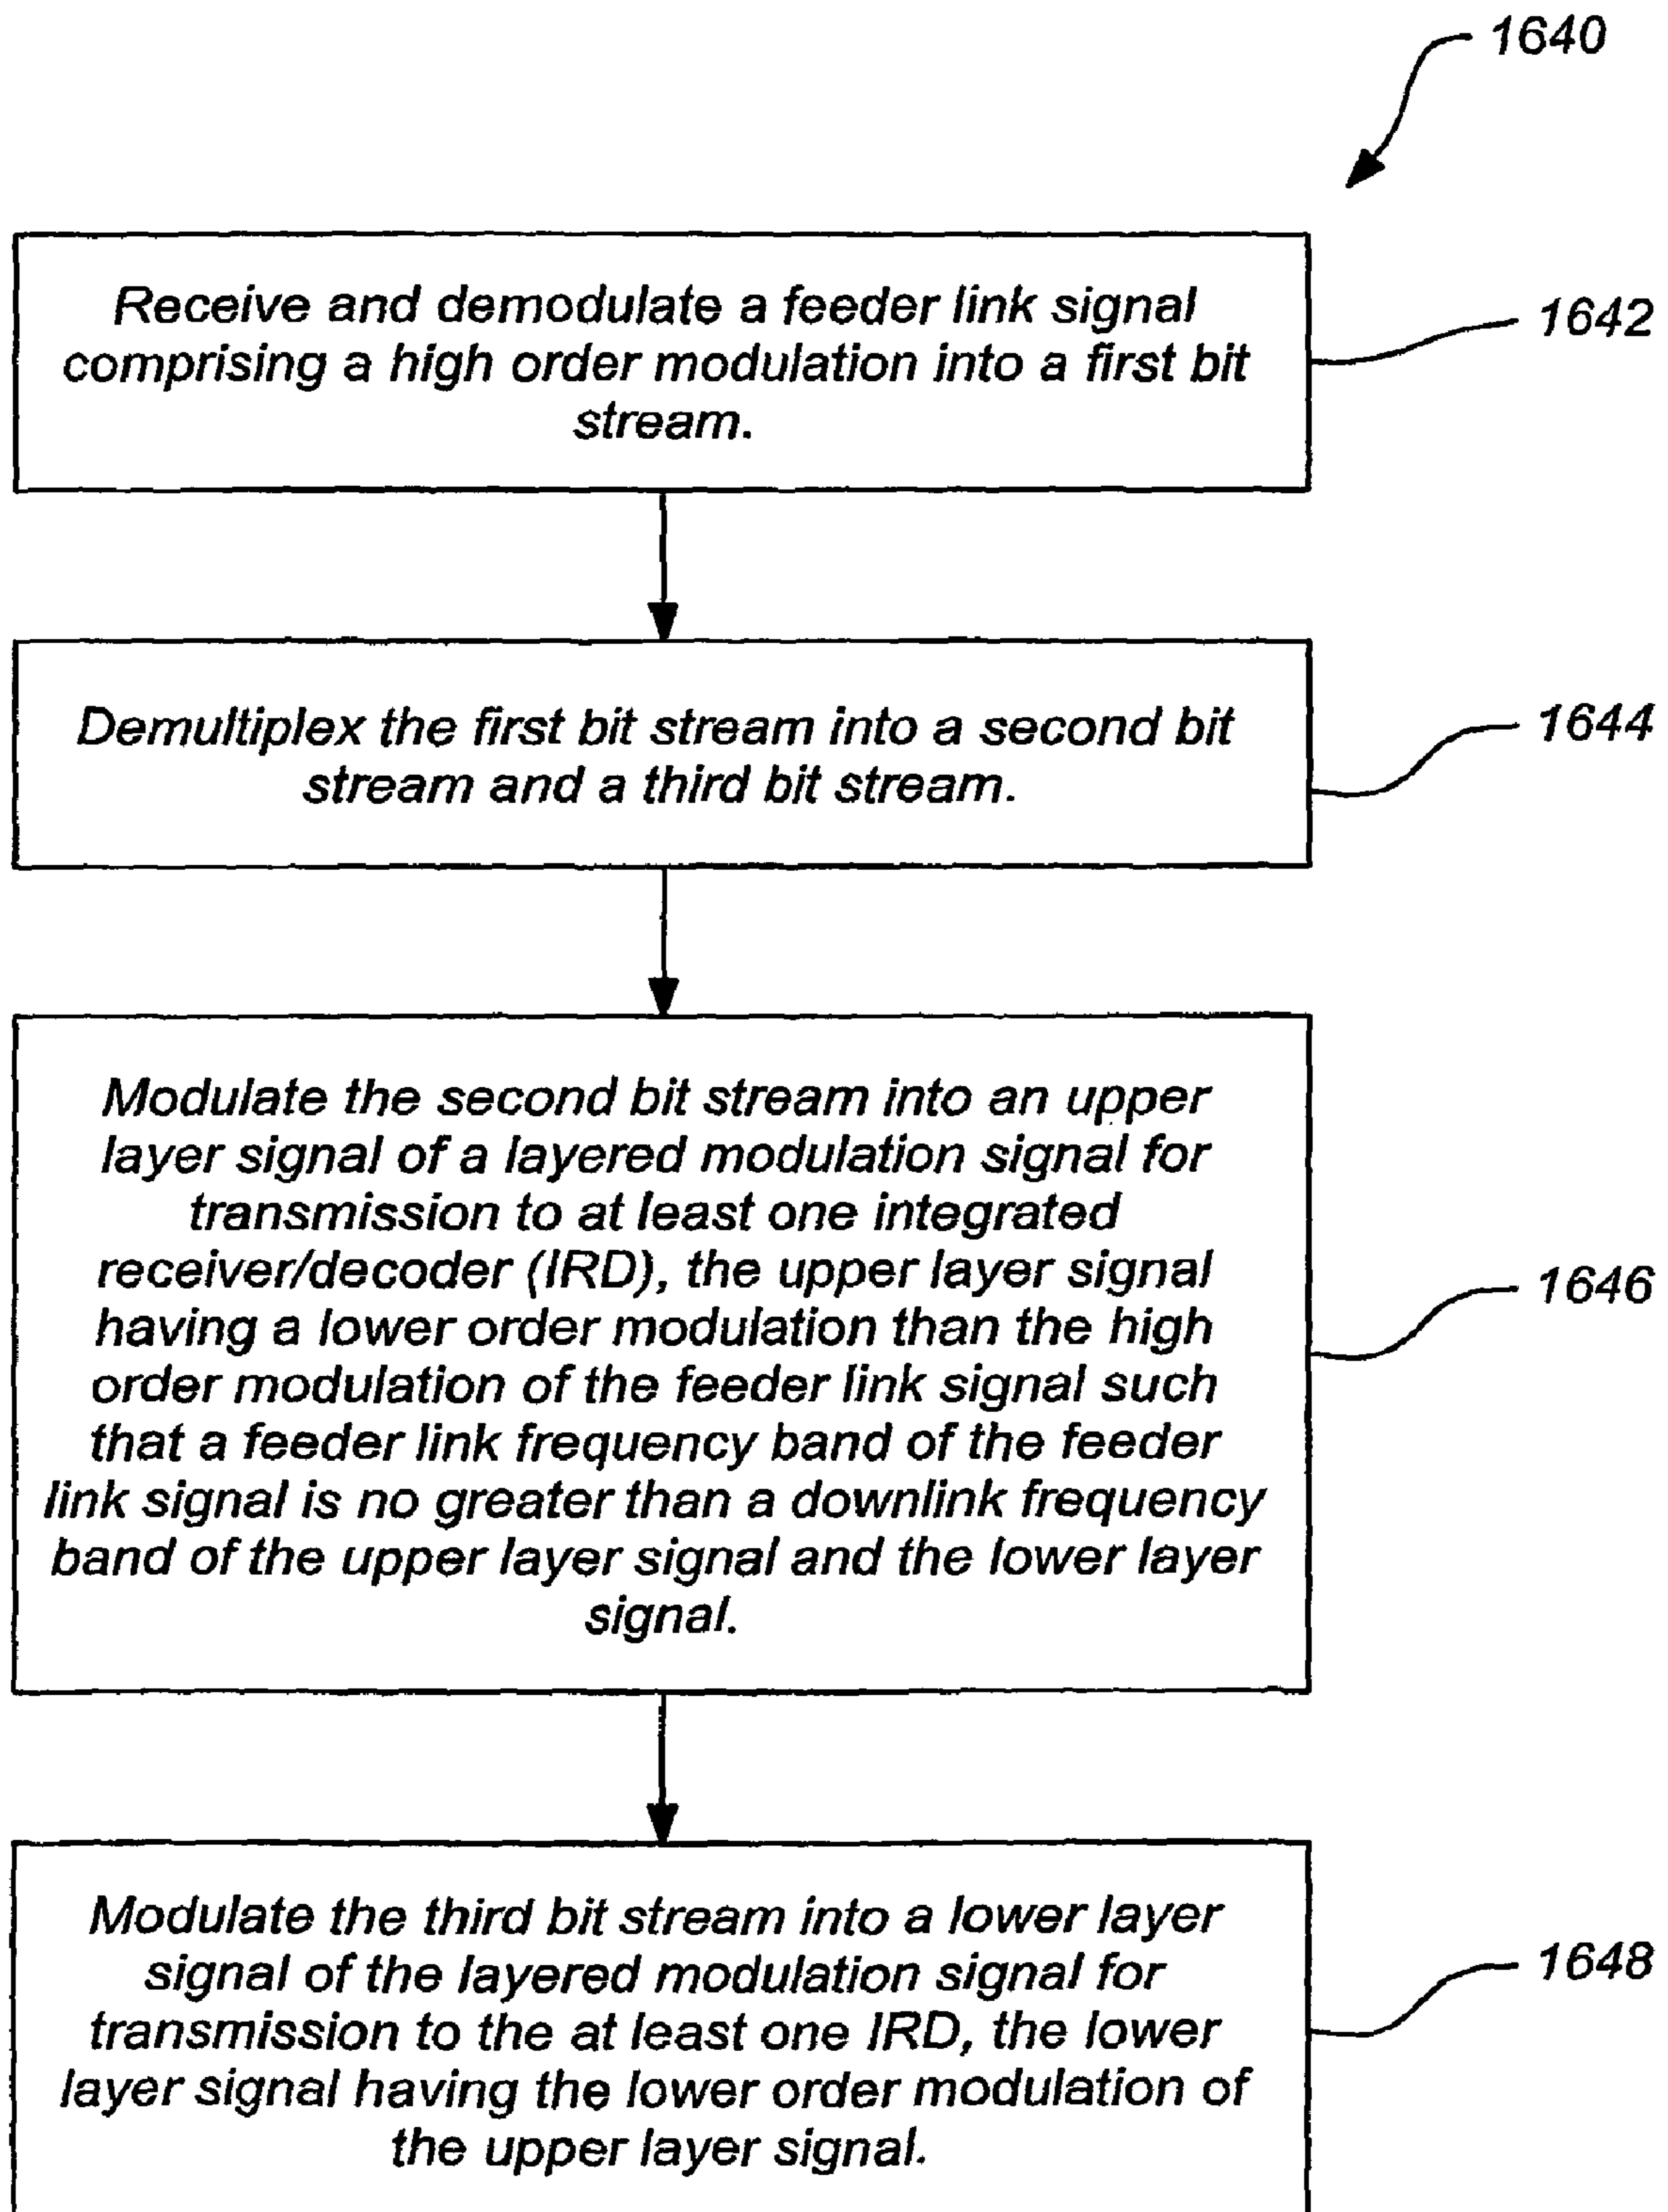 1640
Receive and demodulate a feeder link signal
comprising a high order modulation into a first bit
stream.
1642
Demultiplex the first bit stream into a second bit
stream and a third bit stream.
1644
Modulate the second bit stream into an upper
layer signal of a layered modulation signal for
transmission to at least one integrated
receiver/decoder (IRD), the upper layer signal
having a lower order modulation than the high
order modulation of the feeder link signal such
that a feeder link frequency band of the feeder
link signal is no greater than a downlink frequency
band of the upper layer signal and the lower layer
signal.
1646
Modulate the third bit stream into a lower layer
signal of the layered modulation signal for
transmission to the at least one IRD, the lower
layer signal having the lower order modulation of
the upper layer signal.
1648